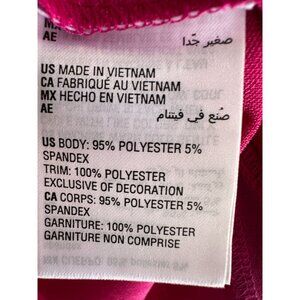 AE صغير جدًا
US MADE IN VIETNAM
CA FABRIQUÉ AU VIETNAM
MX HECHO EN VIETNAM
AE صنع في فيتنام
US BODY: 95% POLYESTER 5%
SPANDEX
TRIM: 100% POLYESTER
EXCLUSIVE OF DECORATION
CA CORPS: 95% POLYESTER 5%
SPANDEX
GARNITURE: 100% POLYESTER
GARNITURE NON COMPRISE